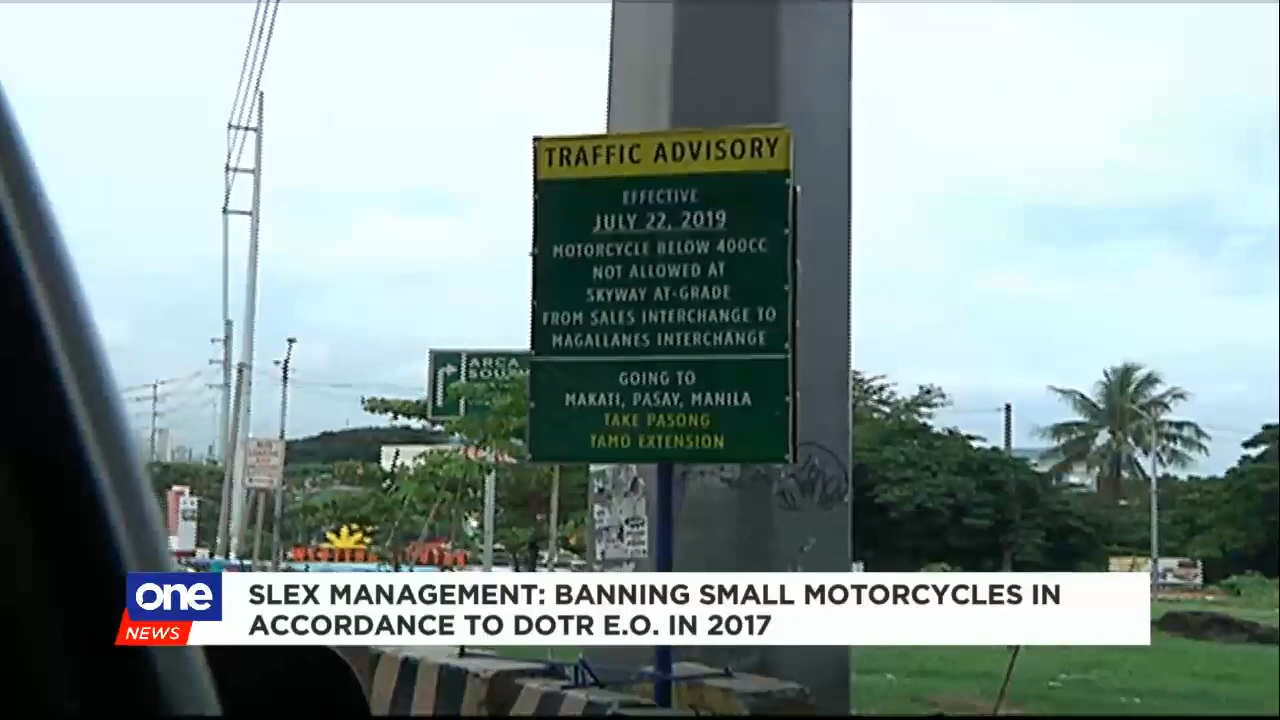 TRAFFIC ADVISORY
EFFECTIVE
JULY 22, 2019
MOTORCYCLE BELOW 400CC
NOT ALLOWED AT
SKYWAY AT-GRADE
FROM SALES INTERCHANGE TO
MAGALLANES INTERCHANGE
GOING TO
MAKATI, PASAY, MANILA
TAKE PASONG
TAMO EXTENSION
ARCA
SOUTH
one
NEWS
SLEX MANAGEMENT: BANNING SMALL MOTORCYCLES IN
ACCORDANCE TO DOTR E.O. IN 2017